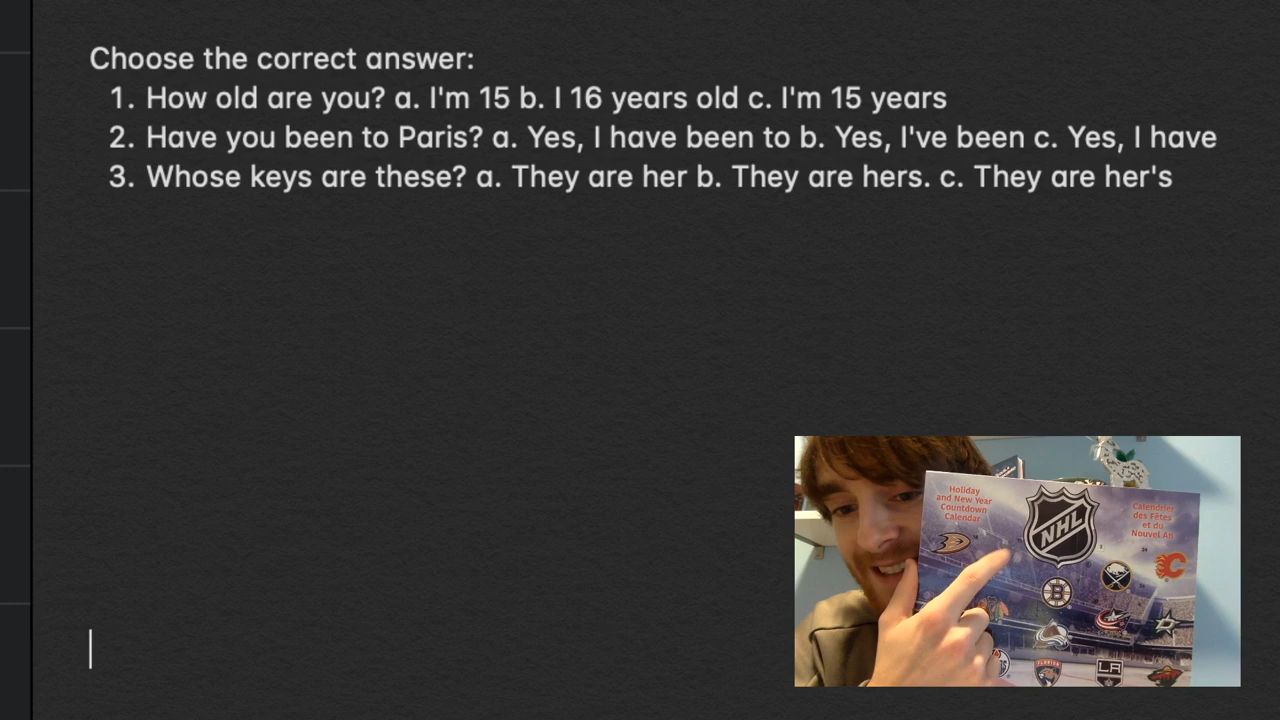 Choose the correct answer:
1. How old are you? a. I'm 15 b. I 16 years old c. I'm 15 years
2. Have you been to Paris? a. Yes, I have been to b. Yes, I've been c. Yes, I have
3. Whose keys are these? a. They are her b. They are hers. c. They are her's
Holiday
and New Year
Countdown
Calendar
NHL
Calendrier
des Fêtes
et du
Nouvel An
B
FLORIDA
LA